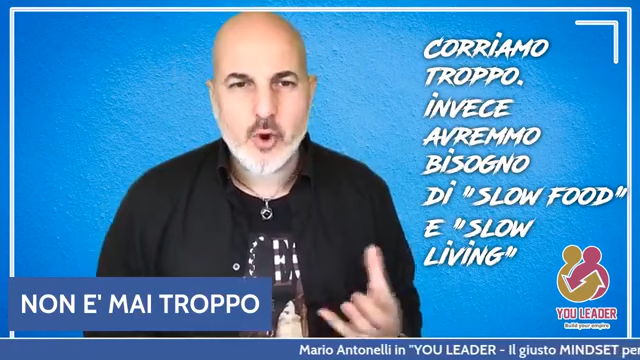 CORRIAMO
TROPPO.
INVECE
AVREMMO
BISOGNO
DI "SLOW FOOD"
E "SLOW
LIVING"
NON E' MAI TROPPO
YOU LEADER
Build your empire
Mario Antonelli in "YOU LEADER - Il giusto MINDSET per